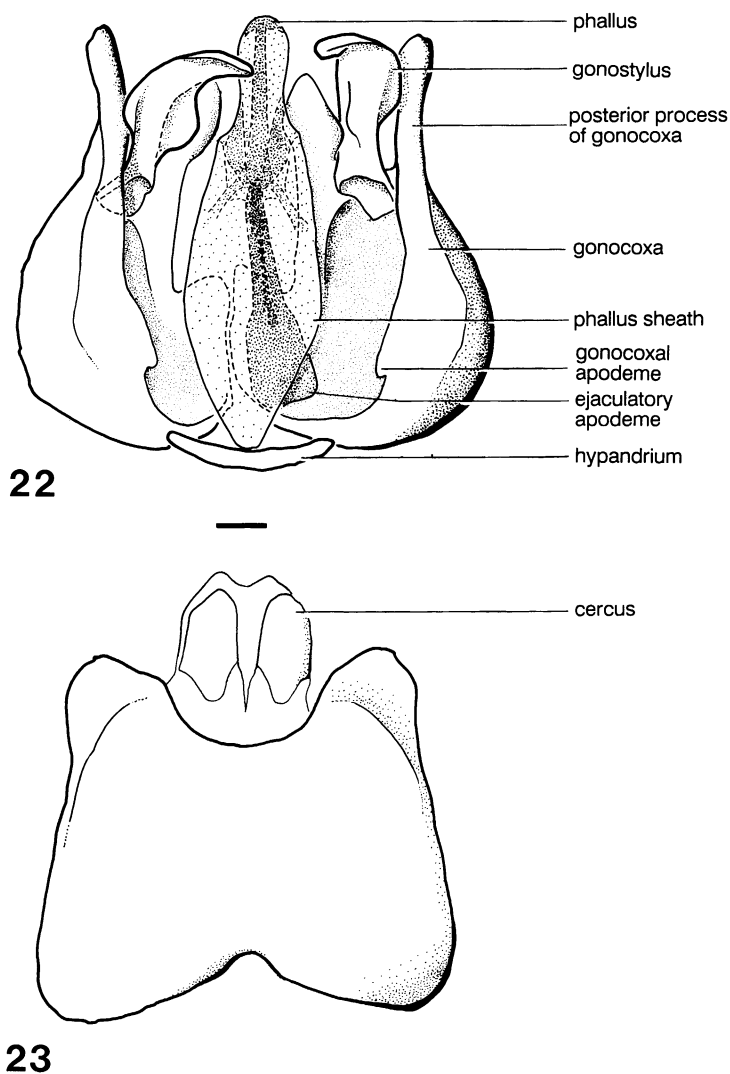 phallus
gonostylus
posterior process
of gonocoxa
gonocoxa
phallus sheath
gonocoxal
apodeme
ejaculatory
apodeme
hypandrium
22
cercus
23